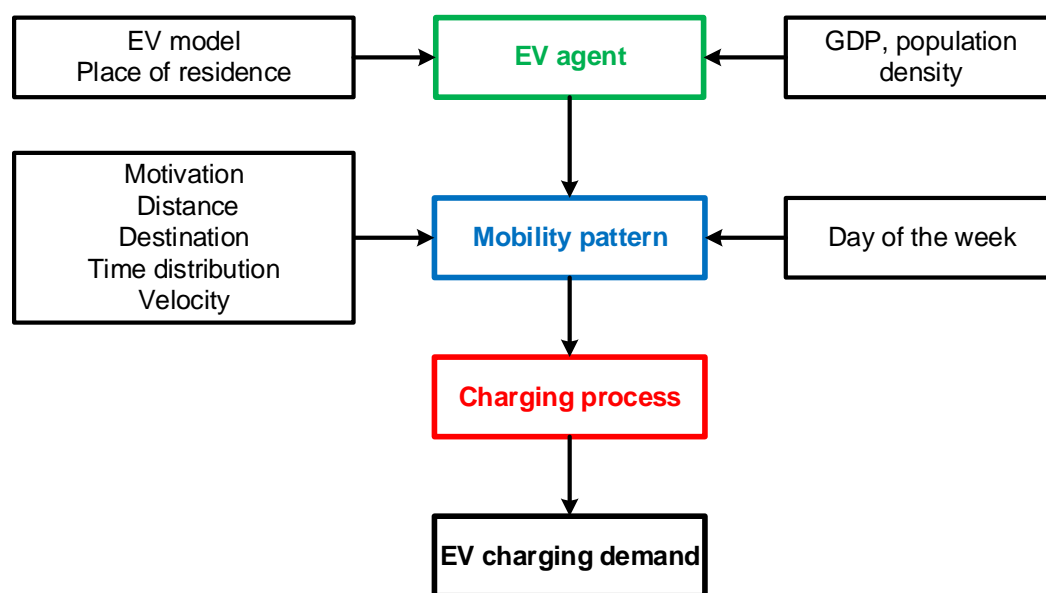 EV model
Place of residence
EV agent
GDP, population
density
Motivation
Distance
Destination
Time distribution
Velocity
Mobility pattern
Day of the week
Charging process
EV charging demand